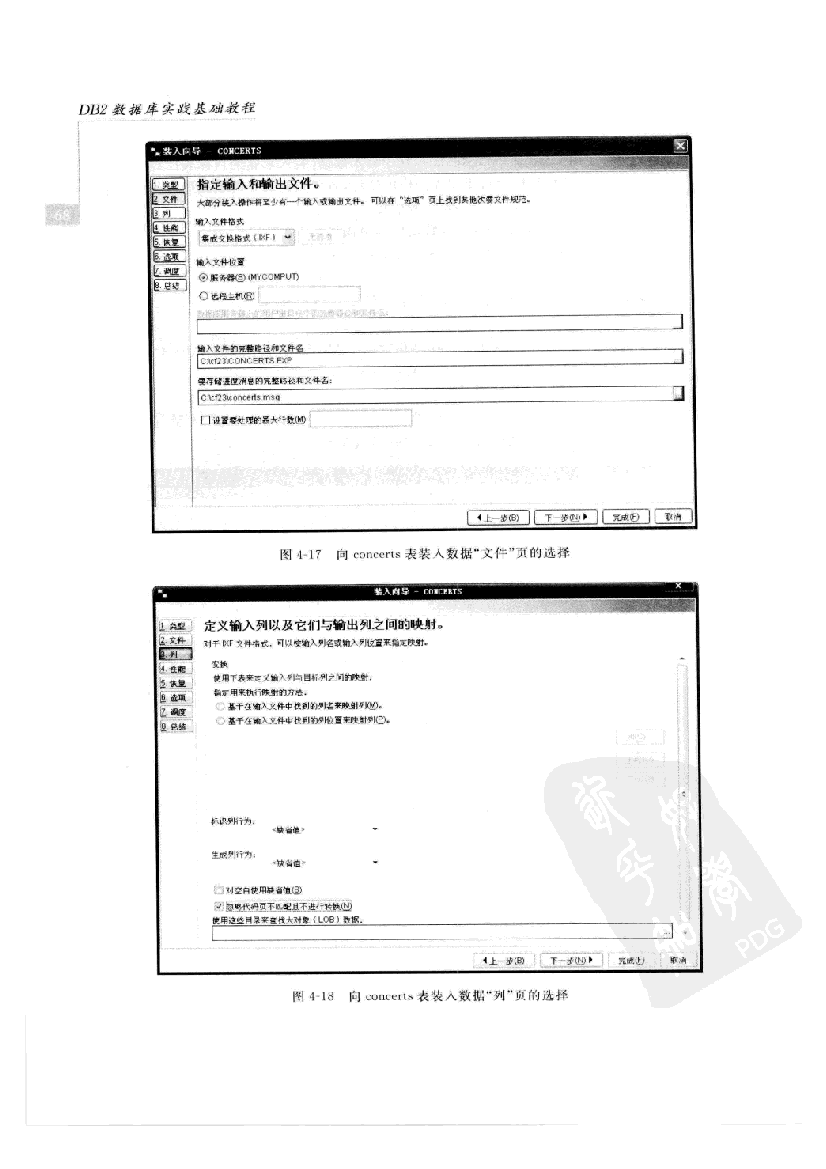 DB2 数据库实践基础教程
68
装入向导 - CONCERTS
1. 类型
2. 文件
3. 列
4. 性能
5. 恢复
6. 选项
7. 调度
8. 总结
指定输入和输出文件。
大部分装入操作将至少有一个输入或输出文件。可以在“选项”页上找到其他次要文件规范。
输入文件格式
集成交换格式(IXF)
输入文件位置
服务器(S) (MYCOMPUT)
远程主机(R)
输入文件的完整路径和文件名
C:\cf23\CONCERTS.EXP
要存储进度消息的完整路径和文件名:
C:\cf23\concerts.msg
设置要处理的最大行数(M)
上一步(B)
下一步(N)
完成(F)
取消
图 4-17 向 concerts 表装入数据“文件”页的选择
装入向导 - CONCERTS
1. 类型
2. 文件
3. 列
4. 性能
5. 恢复
6. 选项
7. 调度
8. 总结
定义输入列以及它们与输出列之间的映射。
对于 IXF 文件格式,可以按输入列名或输入列位置来指定映射。
变换
使用下表来定义输入列与目标列之间的映射。
指定用来执行映射的方法。
基于在输入文件中找到的列名来映射列(M)。
基于在输入文件中找到的列位置来映射列(P)。
标识列行为:
<缺省值>
生成列行为:
<缺省值>
对空白使用缺省值(S)
忽略代码页不匹配且不进行转换(N)
使用这些目录来查找大对象(LOB)数据。
上一步(B)
下一步(N)
完成(F)
取消
PDG
图 4-18 向 concerts 表装入数据“列”页的选择